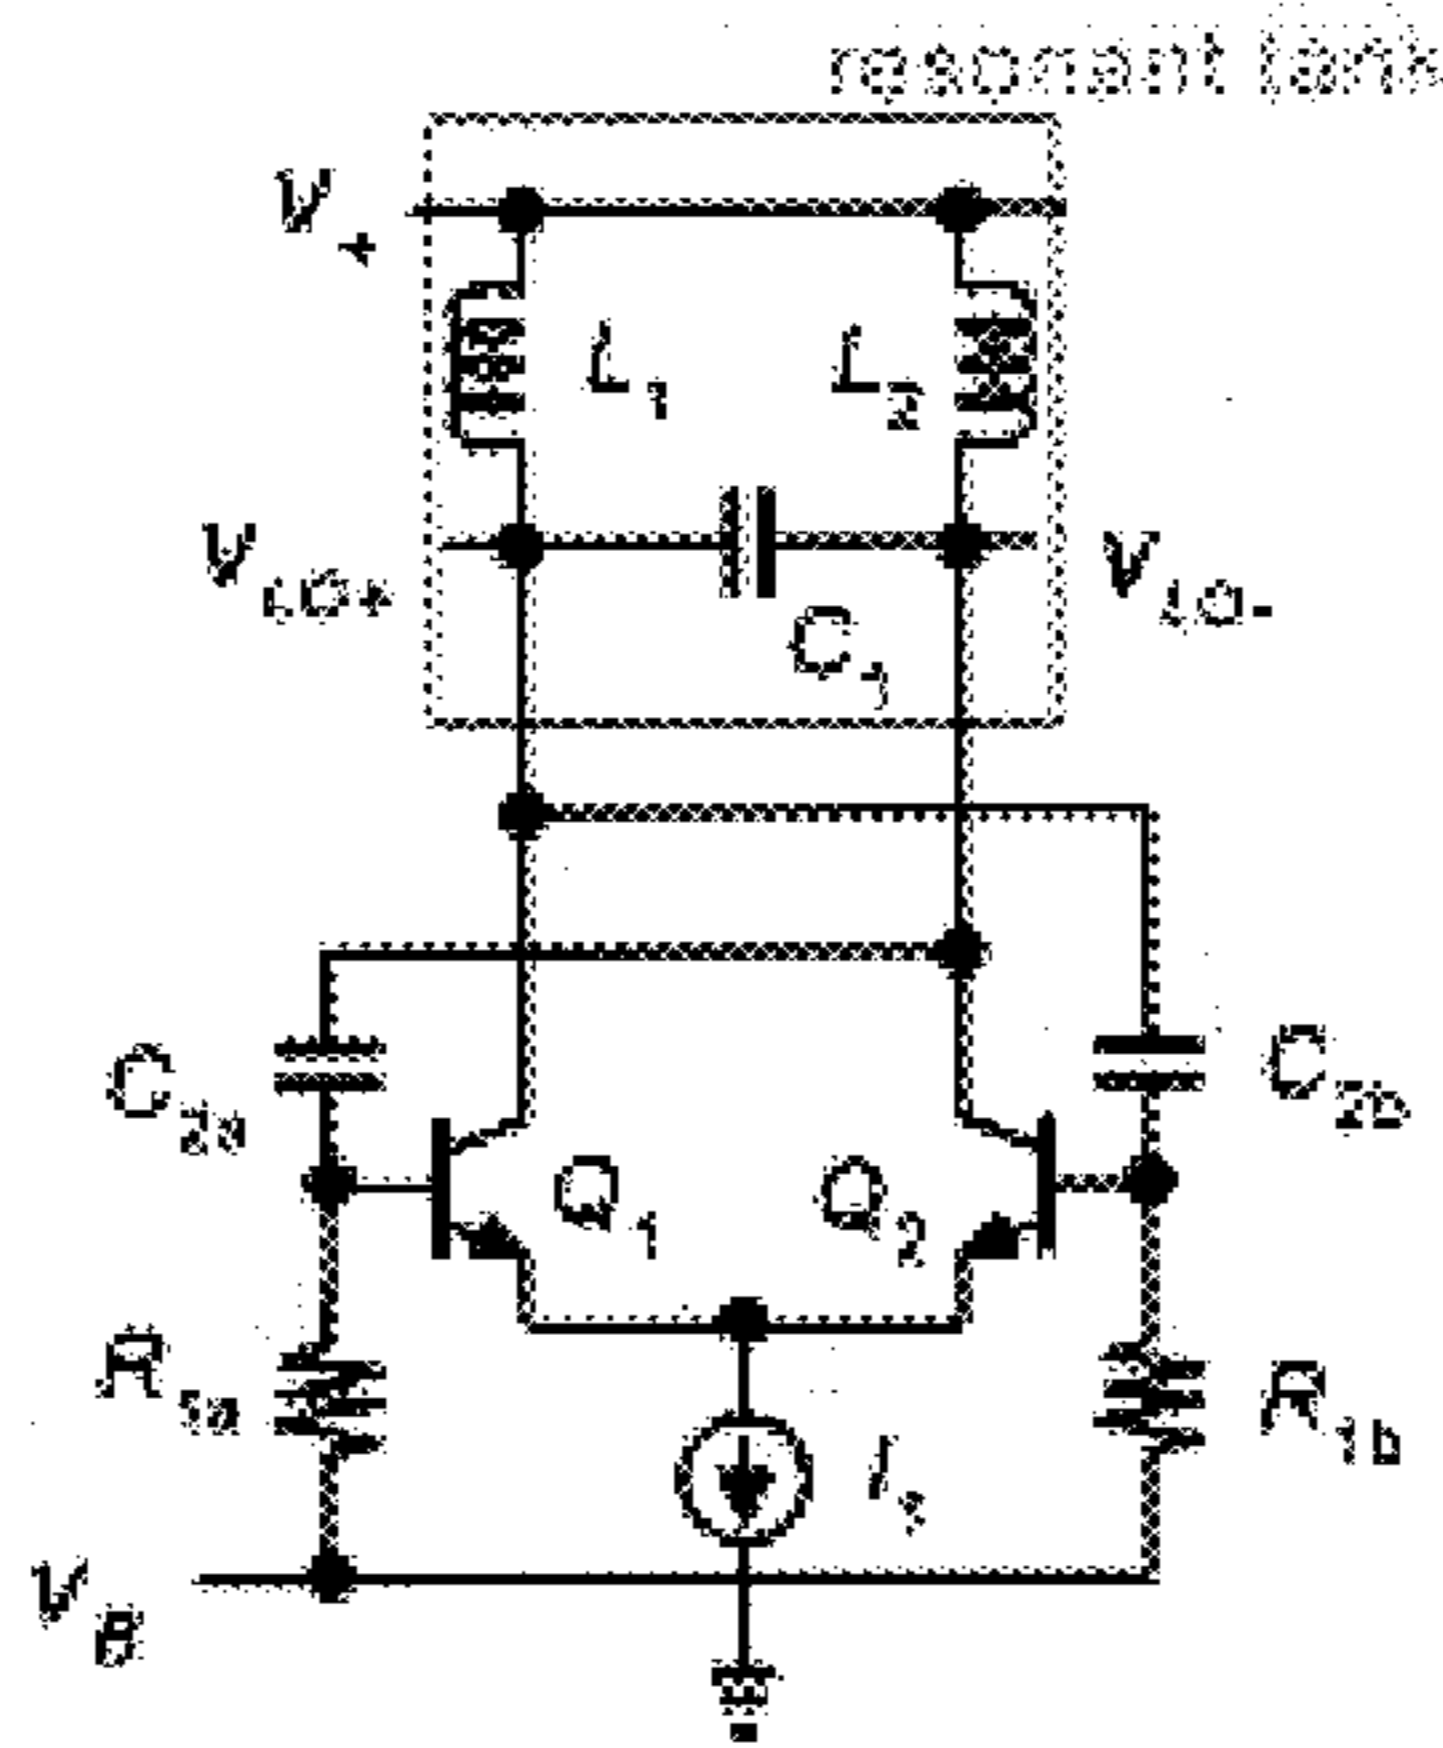 resonant tank
V+
L1
L2
VLO+
VLO-
C1
C2a
C2b
Q1
Q2
R1a
R1b
VB